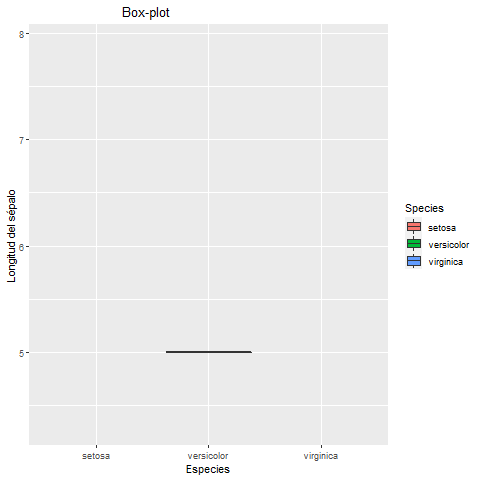 Box-plot
Longitud del sépalo
8
7
6
5
setosa versicolor virginica
Especies
Species
setosa
versicolor
virginica